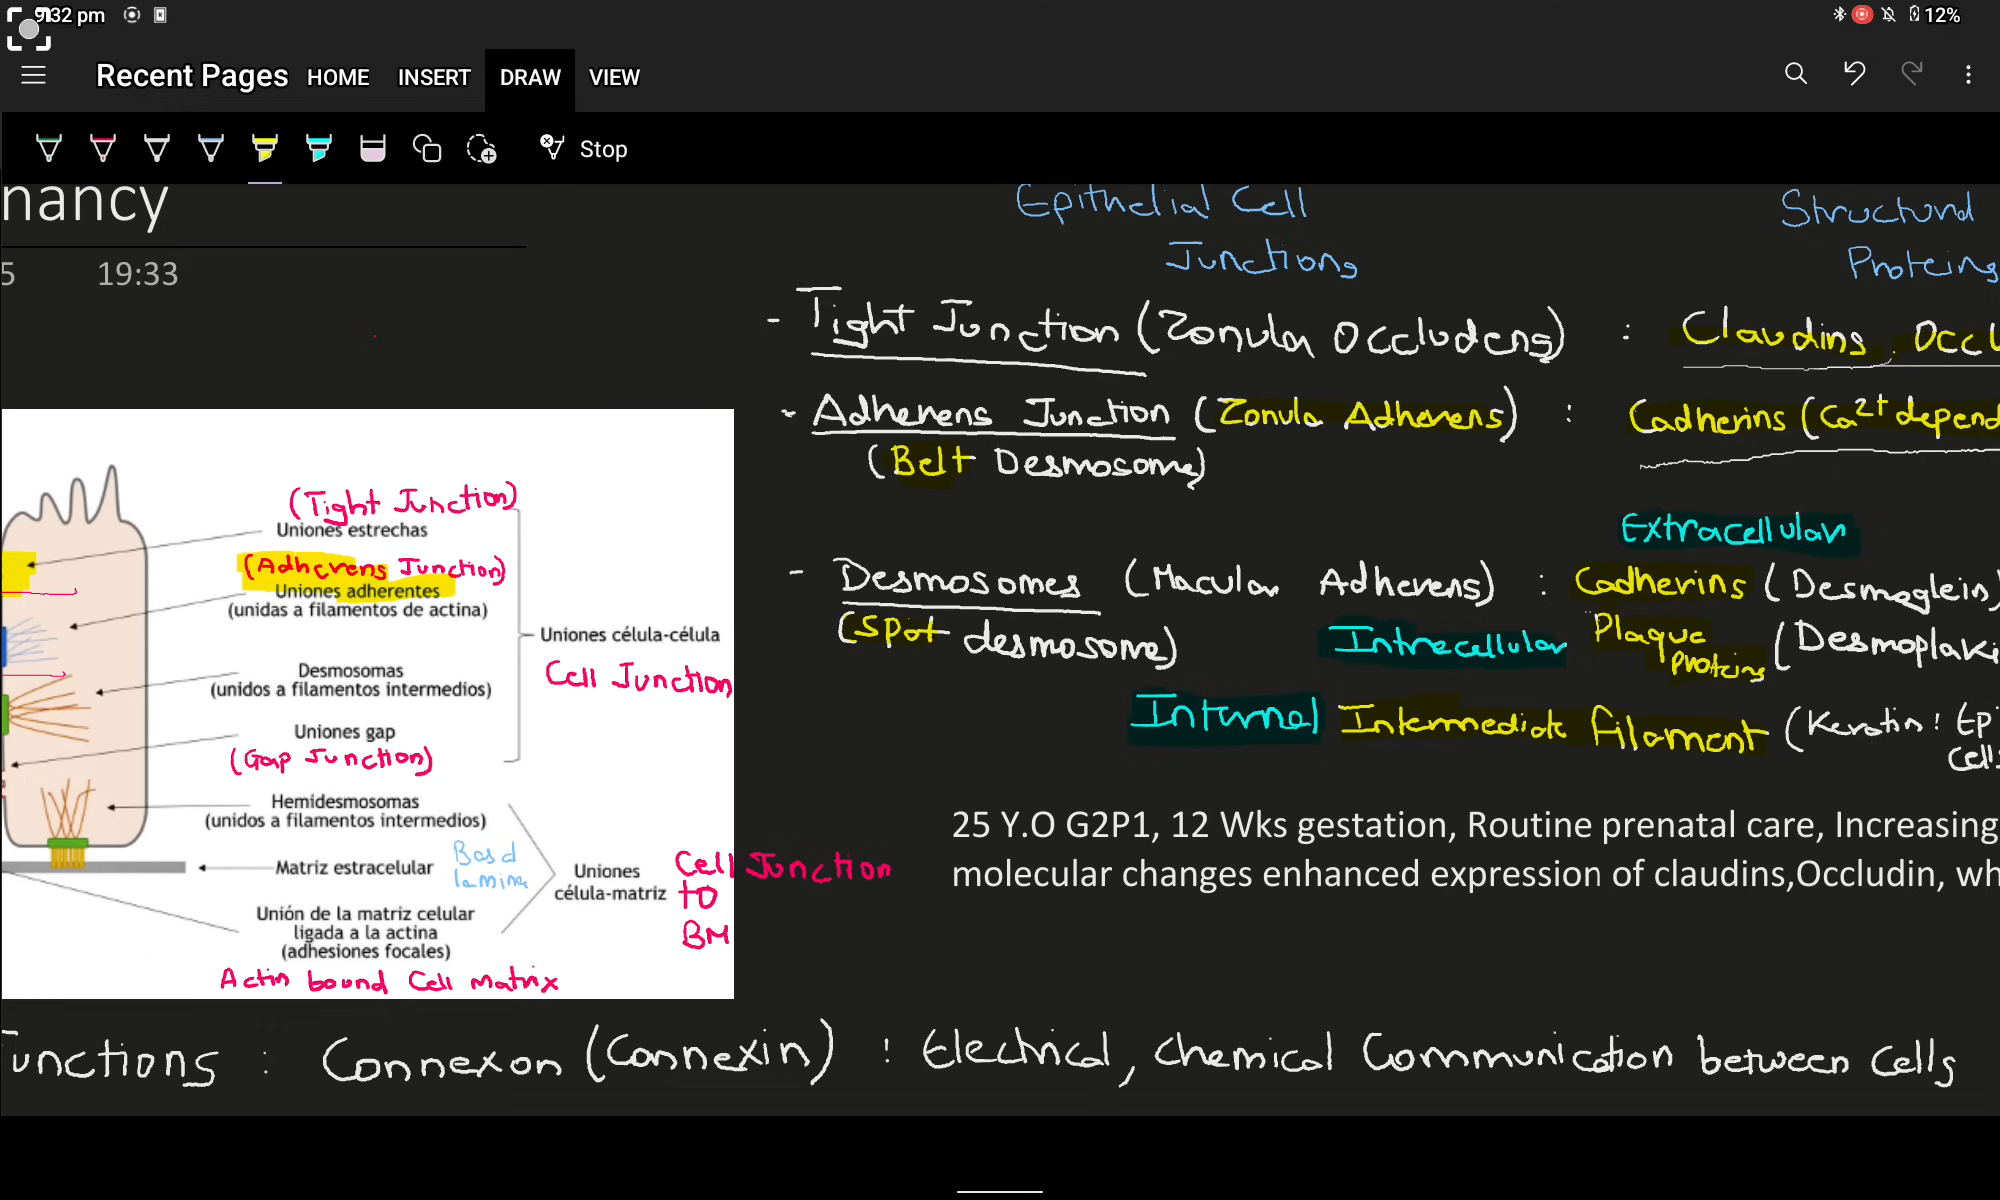 9:32 pm
12%
Recent Pages HOME INSERT DRAW VIEW
Stop
nancy
5 19:33
Epithelial Cell
Junctions
Structural
Proteins
- Tight Junction (Zonula Occludens) : Claudins, Occl
- Adherens Junction (Zonula Adherens) : Cadherins (Ca2+ depend
(Belt Desmosome)
Extracellular
- Desmosomes (Macular Adherens) : Cadherins (Desmoglein)
(Spot desmosome) Intracellular Plaque Proteins (Desmoplaki
Internal Intermediate filament (Keratin : Epi
Cells
25 Y.O G2P1, 12 Wks gestation, Routine prenatal care, Increasing
molecular changes enhanced expression of claudins,Occludin, wh
(Tight Junction)
Uniones estrechas
(Adherens Junction)
Uniones adherentes
(unidas a filamentos de actina)
Uniones célula-célula
Cell Junction
Desmosomas
(unidos a filamentos intermedios)
Uniones gap
(Gap Junction)
Hemidesmosomas
(unidos a filamentos intermedios)
Matriz estracelular
Basal
lamina
Uniones
célula-matriz
Cell Junction
to
BM
Unión de la matriz celular
ligada a la actina
(adhesiones focales)
Actin bound Cell matrix
Junctions : Connexon (Connexin) : Electrical, Chemical Communication between Cells